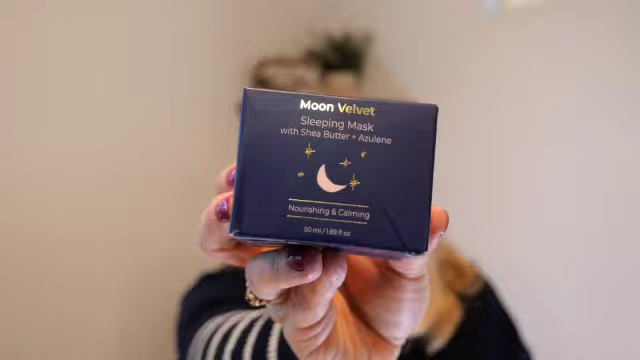 Moon Velvet
Sleeping Mask
with Shea Butter + Azulene
Nourishing & Calming
50 ml / 1.69 fl oz